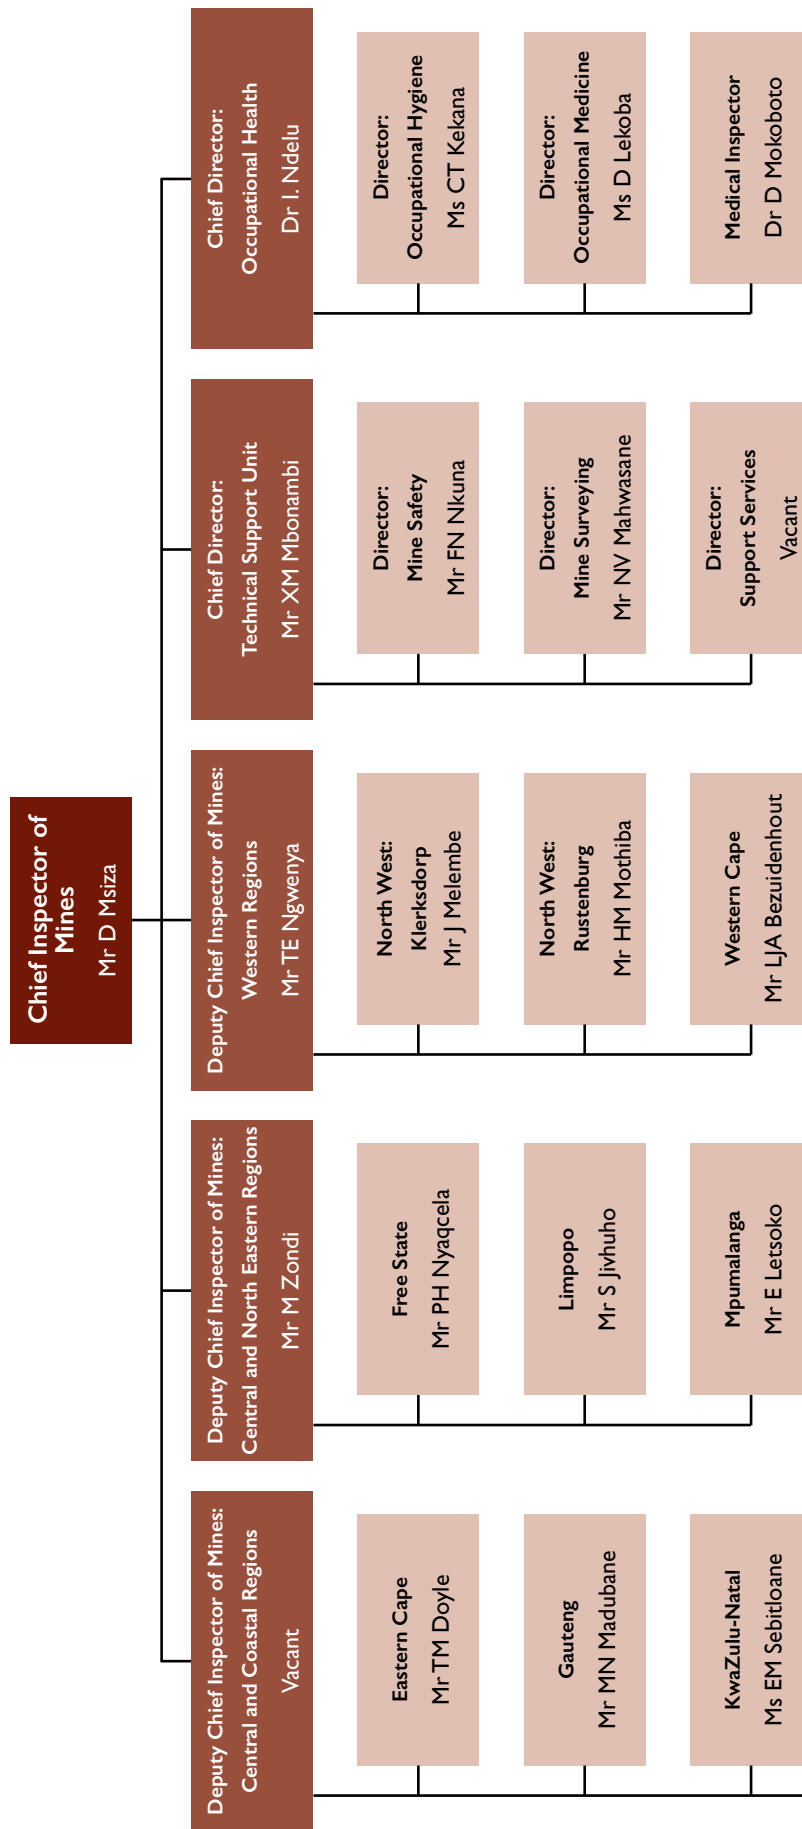 Chief Inspector of
Mines
Mr D Msiza
Deputy Chief Inspector of Mines:
Central and Coastal Regions
Vacant
Eastern Cape
Mr TM Doyle
Gauteng
Mr MN Madubane
KwaZulu-Natal
Ms EM Sebitloane
Deputy Chief Inspector of Mines:
Central and North Eastern Regions
Mr M Zondi
Free State
Mr PH Nyaqcela
Limpopo
Mr S Jivhuho
Mpumalanga
Mr E Letsoko
Deputy Chief Inspector of Mines:
Western Regions
Mr TE Ngwenya
North West:
Klerksdorp
Mr J Melembe
North West:
Rustenburg
Mr HM Mothiba
Western Cape
Mr LJA Bezuidenhout
Chief Director:
Technical Support Unit
Mr XM Mbonambi
Director:
Mine Safety
Mr FN Nkuna
Director:
Mine Surveying
Mr NV Mahwasane
Director:
Support Services
Vacant
Chief Director:
Occupational Health
Dr I. Ndelu
Director:
Occupational Hygiene
Ms CT Kekana
Director:
Occupational Medicine
Ms D Lekoba
Medical Inspector
Dr D Mokoboto